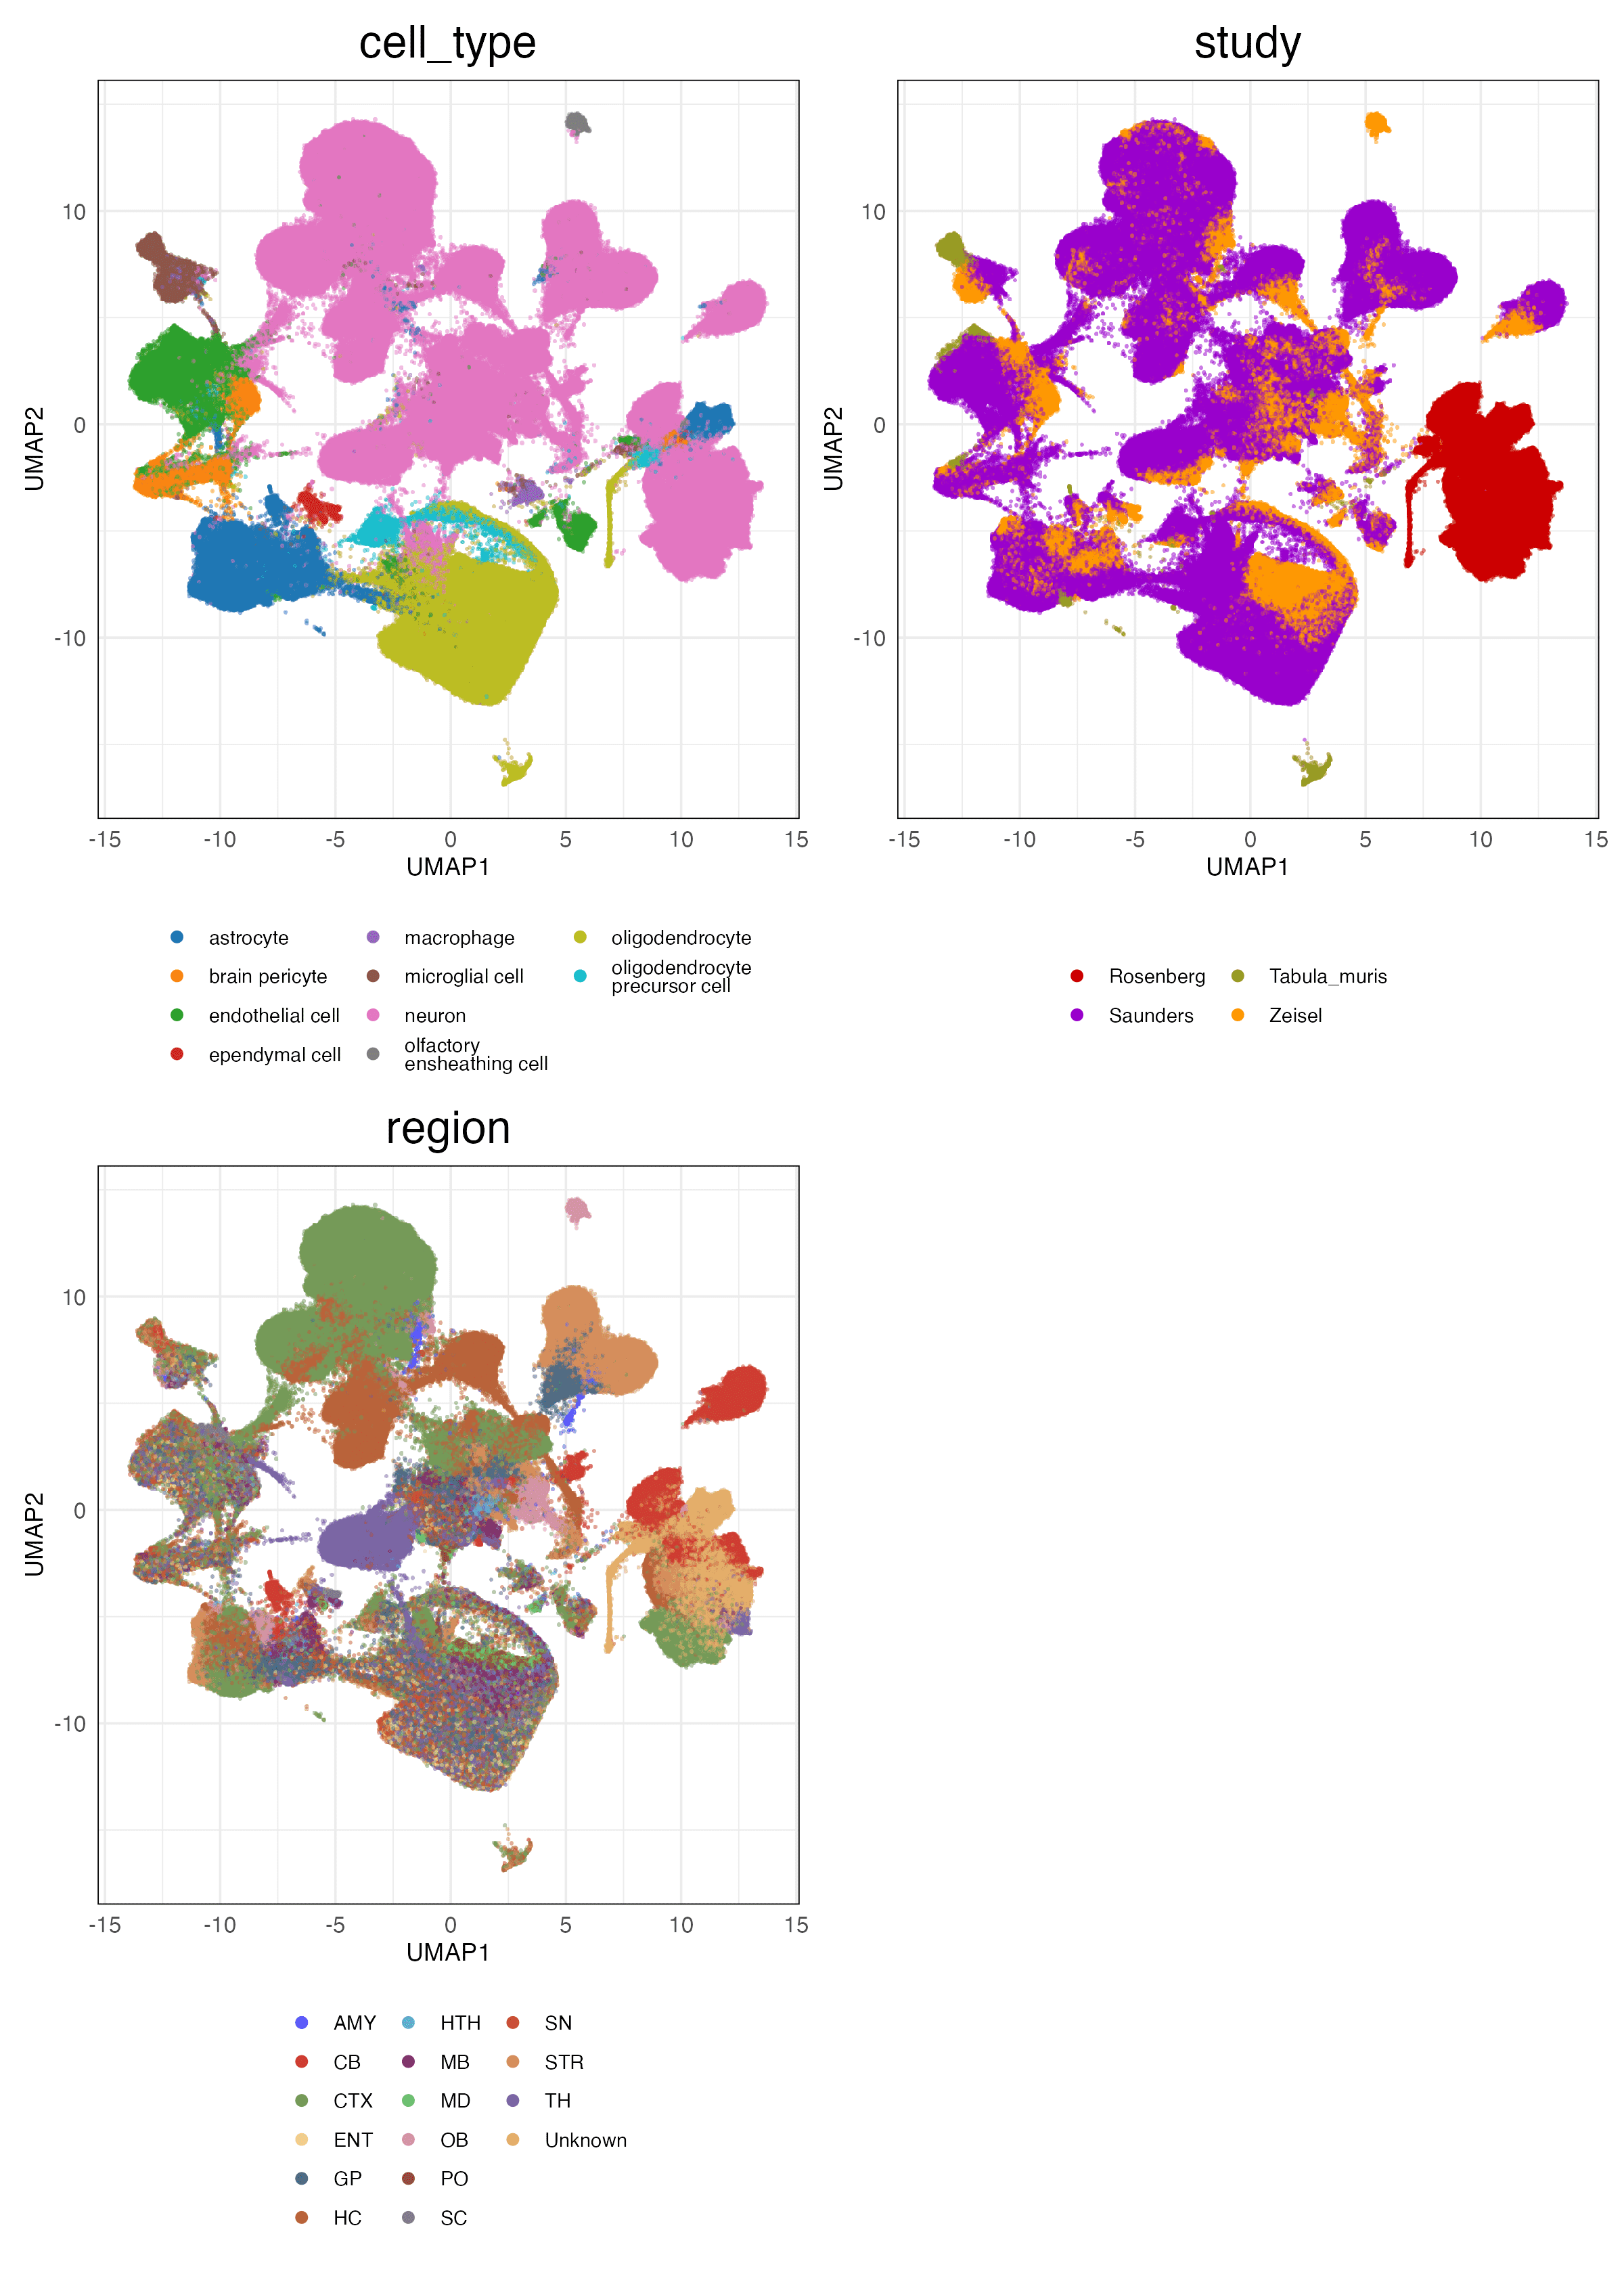 cell_type
study
10
0
-10
UMAP2
-15 -10 -5 0 5 10 15
UMAP1
10
0
-10
UMAP2
-15 -10 -5 0 5 10 15
UMAP1
astrocyte
brain pericyte
endothelial cell
ependymal cell
macrophage
microglial cell
neuron
olfactory
ensheathing cell
oligodendrocyte
oligodendrocyte
precursor cell
Rosenberg
Saunders
Tabula_muris
Zeisel
region
10
0
-10
UMAP2
-15 -10 -5 0 5 10 15
UMAP1
AMY
CB
CTX
ENT
GP
HC
HTH
MB
MD
OB
PO
SC
SN
STR
TH
Unknown